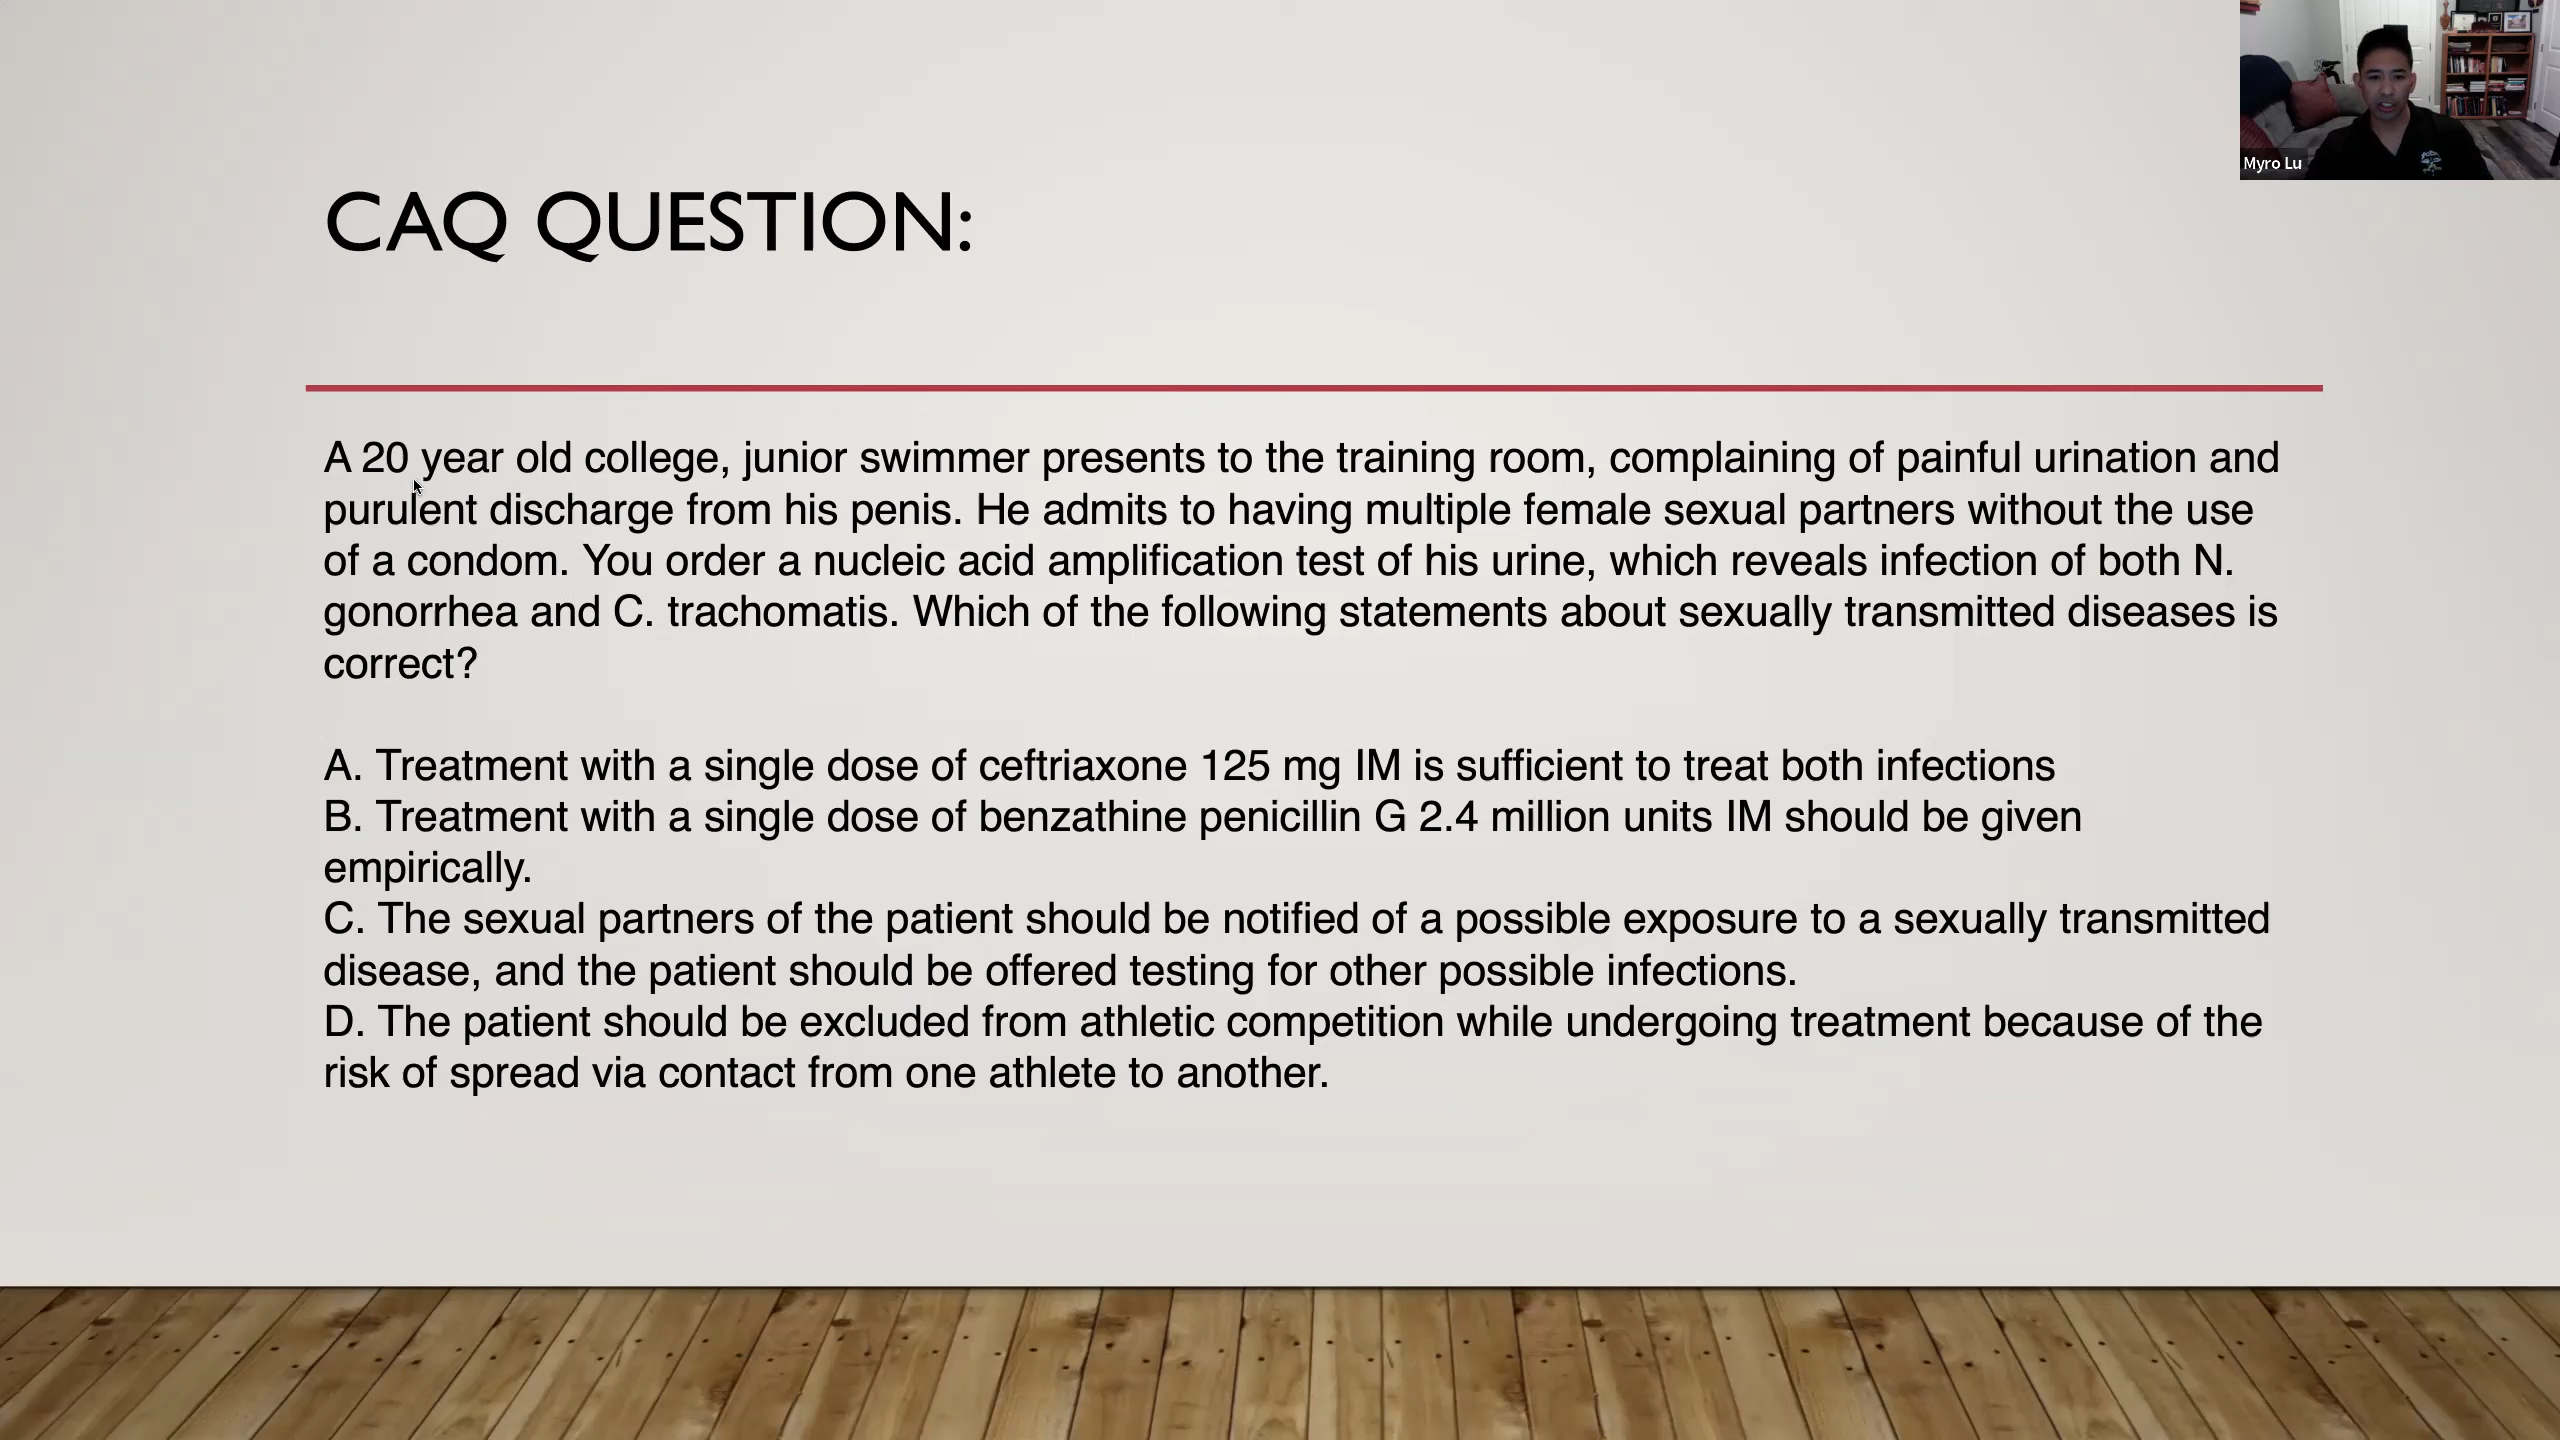 CAQ QUESTION:
Myro Lu
A 20 year old college, junior swimmer presents to the training room, complaining of painful urination and
purulent discharge from his penis. He admits to having multiple female sexual partners without the use
of a condom. You order a nucleic acid amplification test of his urine, which reveals infection of both N.
gonorrhea and C. trachomatis. Which of the following statements about sexually transmitted diseases is
correct?
A. Treatment with a single dose of ceftriaxone 125 mg IM is sufficient to treat both infections
B. Treatment with a single dose of benzathine penicillin G 2.4 million units IM should be given
empirically.
C. The sexual partners of the patient should be notified of a possible exposure to a sexually transmitted
disease, and the patient should be offered testing for other possible infections.
D. The patient should be excluded from athletic competition while undergoing treatment because of the
risk of spread via contact from one athlete to another.